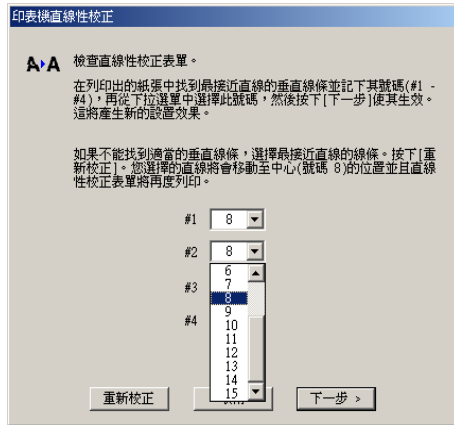 印表機直線性校正
A A 檢查直線性校正表單。
在列印出的紙張中找到最接近直線的垂直線條並記下其號碼(#1 -
#4)，再從下拉選單中選擇此號碼，然後按下[下一步]使其生效。
這將產生新的設置效果。
如果不能找到適當的垂直線條，選擇最接近直線的線條。按下[重
新校正]。您選擇的直線將會移動至中心(號碼 8)的位置並且直線
性校正表單將再度列印。
#1 8
#2 8
6
#3 7
8
9
#4 10
11
12
13
14
15
重新校正 下一步 >